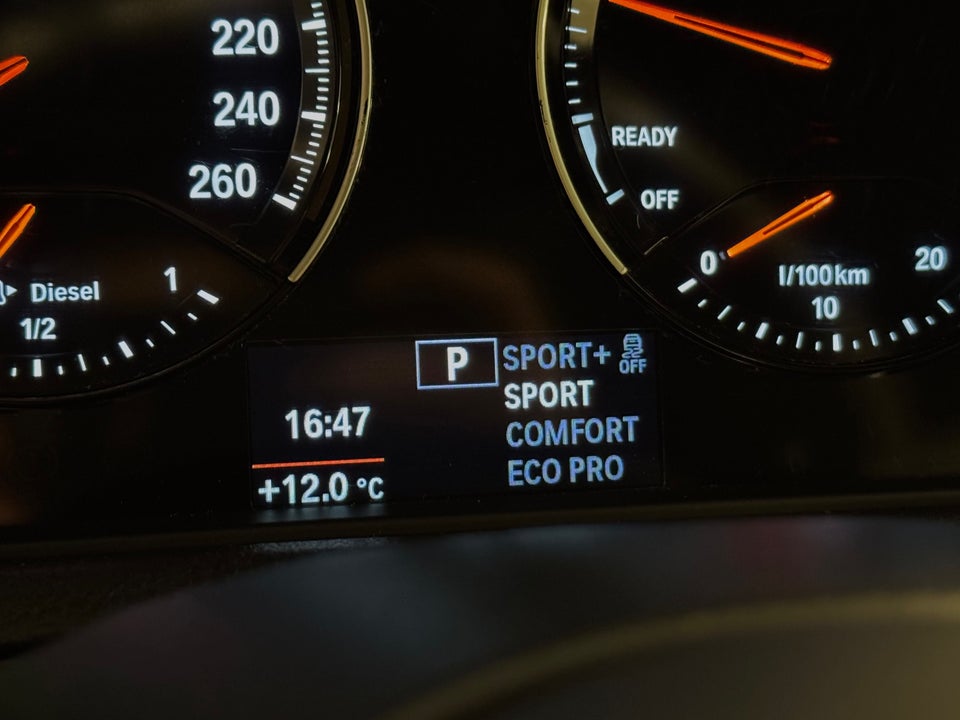 220
240
260
Diesel
1
1/2
READY
OFF
0
l/100km
20
10
P
SPORT+
OFF
SPORT
COMFORT
ECO PRO
16:47
+12.0 °C